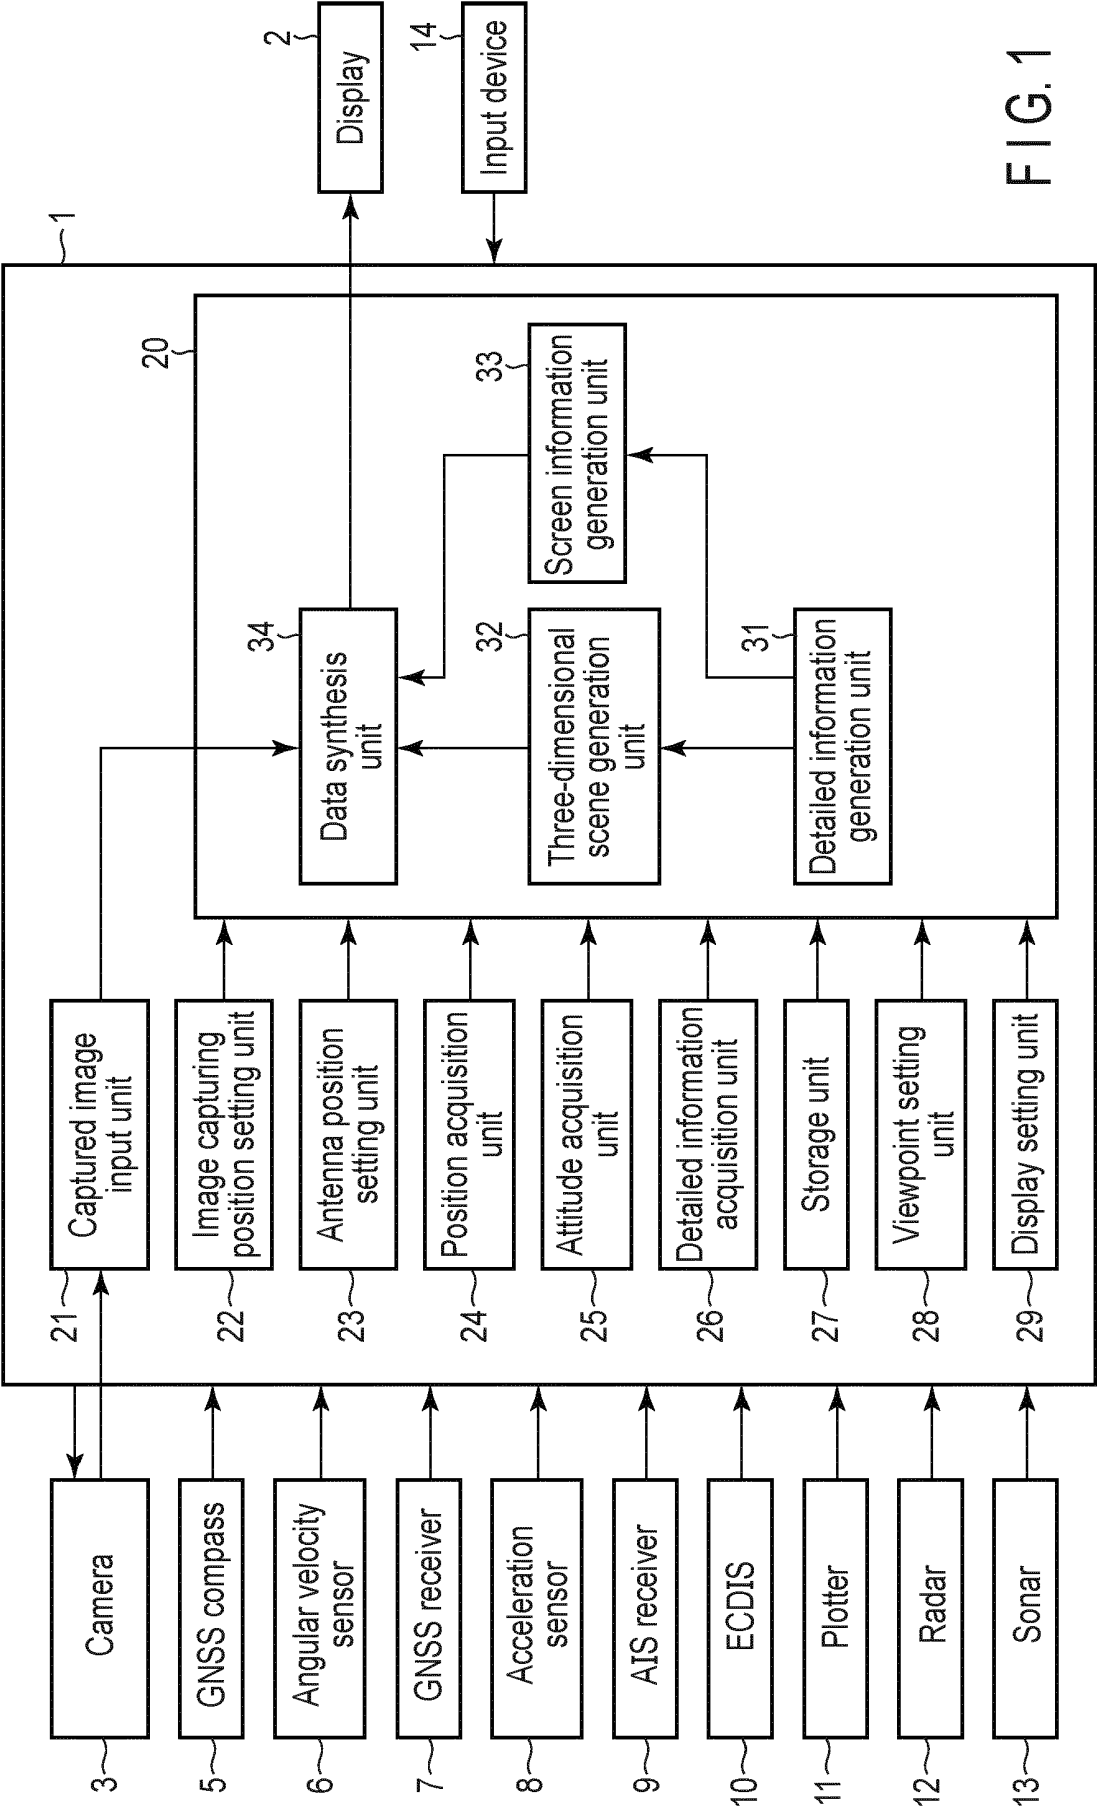 FIG. 1
1
3
Camera
5
GNSS compass
6
Angular velocity
sensor
7
GNSS receiver
8
Acceleration
sensor
9
AIS receiver
10
ECDIS
11
Plotter
12
Radar
13
Sonar
21
Captured image
input unit
22
Image capturing
position setting unit
23
Antenna position
setting unit
24
Position acquisition
unit
25
Attitude acquisition
unit
26
Detailed information
acquisition unit
27
Storage unit
28
Viewpoint setting
unit
29
Display setting unit
20
34
Data synthesis
unit
32
Three-dimensional
scene generation
unit
31
Detailed information
generation unit
33
Screen information
generation unit
2
Display
14
Input device